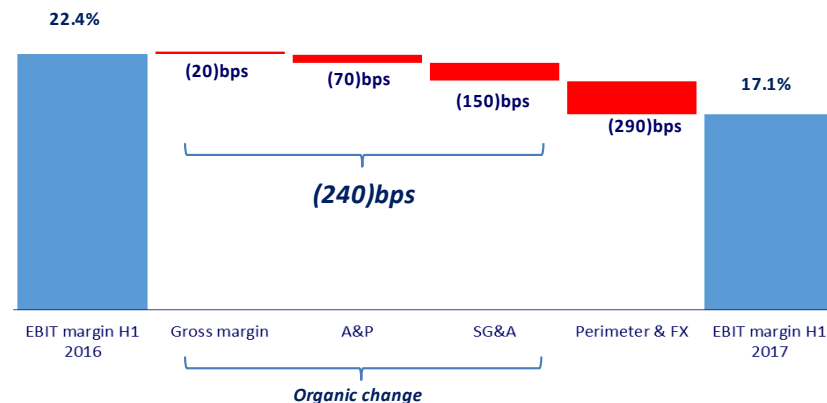 22.4%
(20)bps
(70)bps
(150)bps
(290)bps
17.1%
(240)bps
EBIT margin H1
2016
Gross margin
A&P
SG&A
Perimeter & FX
EBIT margin H1
2017
Organic change